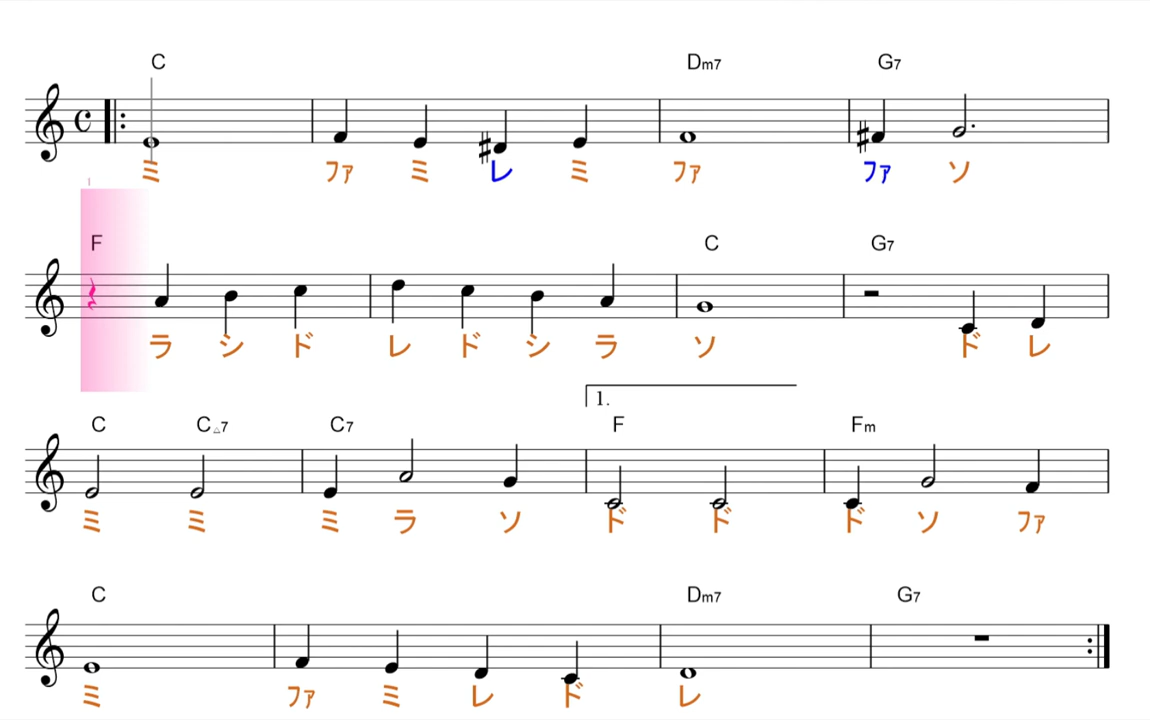 C Dm7 G7
ミ ファ ミ レ ミ ファ ファ ソ
F C G7
ラ シ ド レ ド シ ラ ソ ド レ
1.
C C△7 C7 F Fm
ミ ミ ミ ラ ソ ド ド ド ソ ファ
C Dm7 G7
ミ ファ ミ レ ド レ